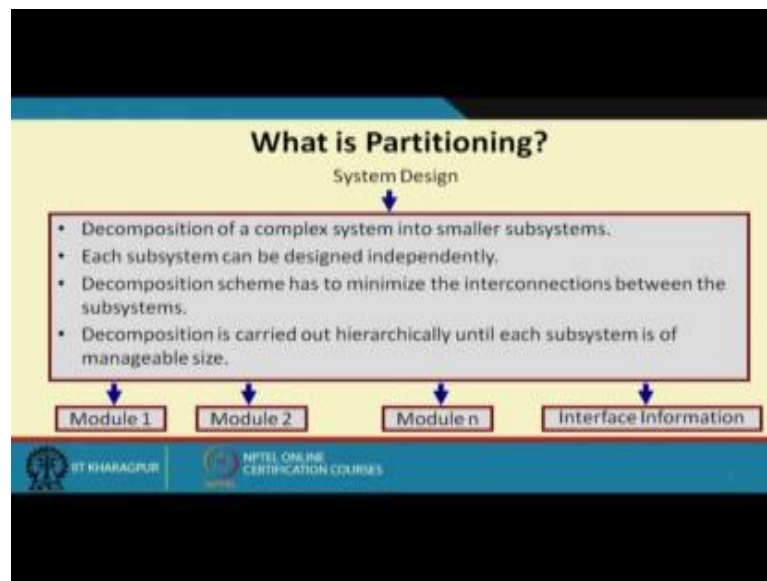 What is Partitioning?
System Design
• Decomposition of a complex system into smaller subsystems.
• Each subsystem can be designed independently.
• Decomposition scheme has to minimize the interconnections between the
subsystems.
• Decomposition is carried out hierarchically until each subsystem is of
manageable size.
Module 1 Module 2 Module n Interface Information
IIT KHARAGPUR
NPTEL ONLINE
CERTIFICATION COURSES
NPTEL